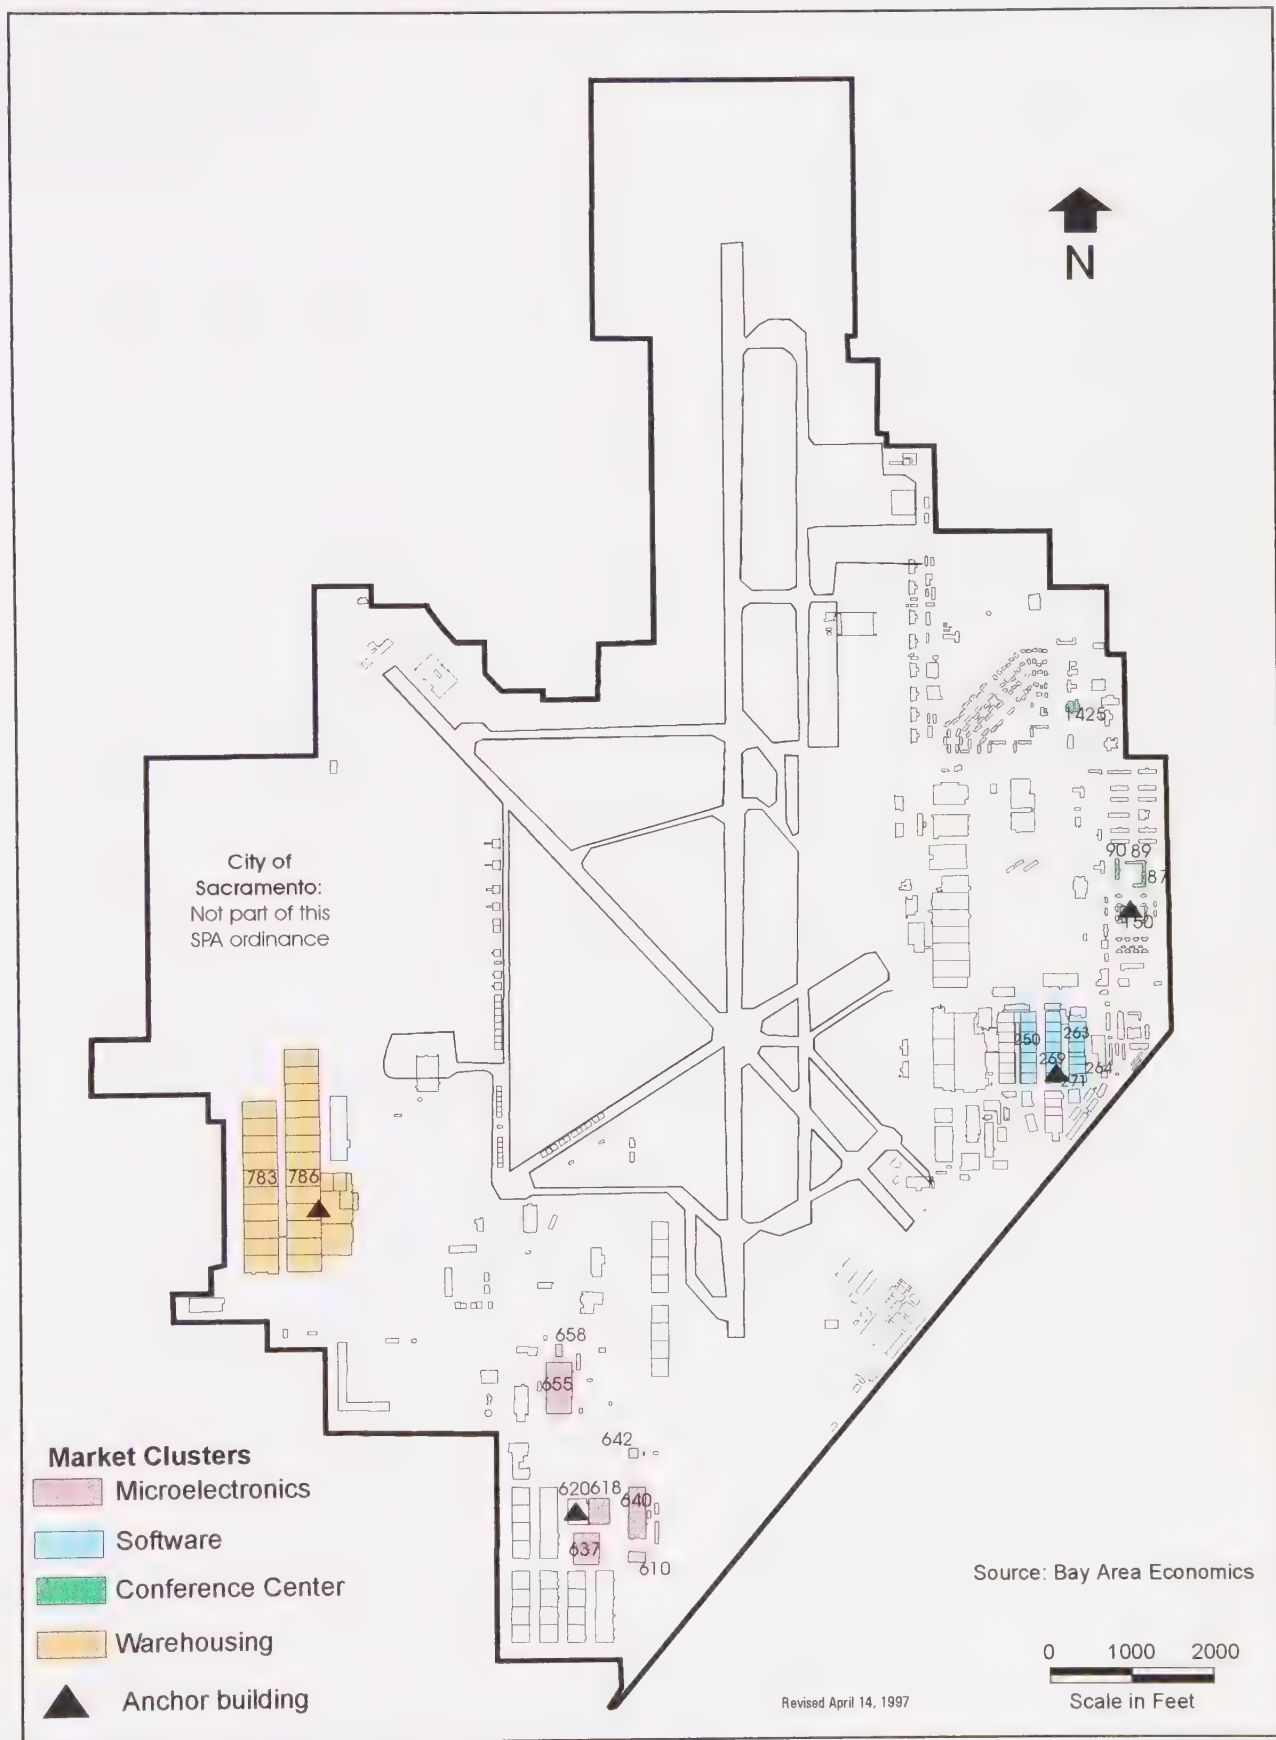 N
1425
90 89
87
150
City of
Sacramento:
Not part of this
SPA ordinance
250
263
269
264
271
783
786
658
655
642
620 618
640
637
610
Market Clusters
Microelectronics
Software
Conference Center
Warehousing
Anchor building
Source: Bay Area Economics
0 1000 2000
Scale in Feet
Revised April 14, 1997